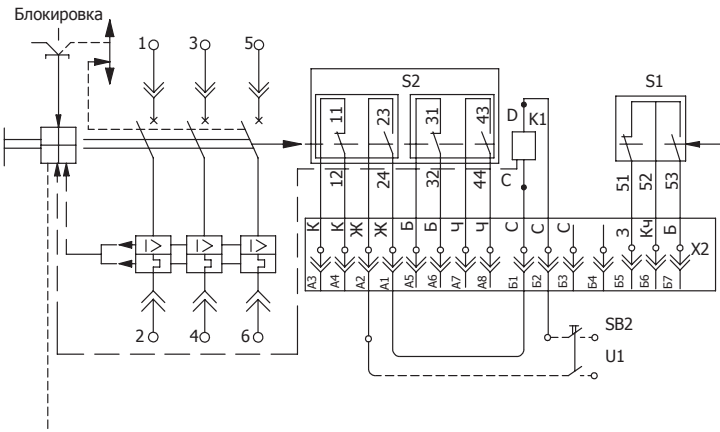 Блокировка
1 3 5
S2 S1
11 23 31 43
D K1
12 24 32 44
C
51 52 53
К К Ж Ж Б Б Ч Ч С С С З Кч Б
X2
А3 А4 А2 А1 А5 А6 А7 А8 Б1 Б2 Б3 Б4 Б5 Б6 Б7
I> I> I>
2 4 6
SB2
U1